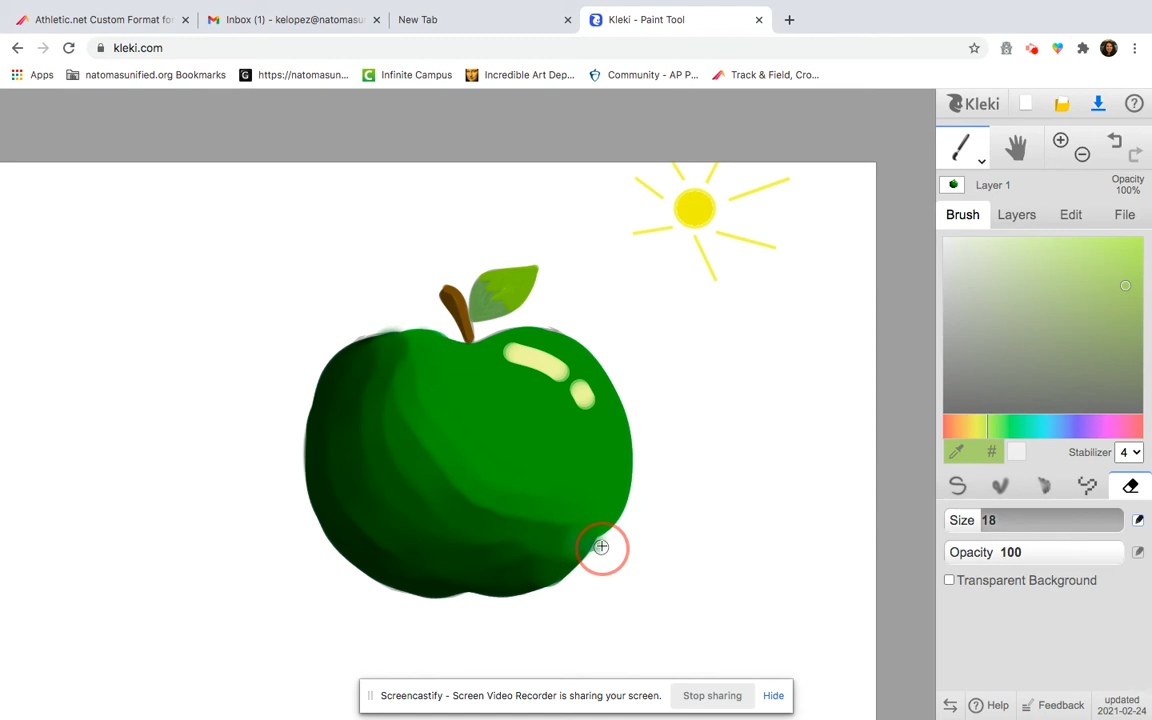 Athletic.net Custom Format for
Inbox (1) - kelopez@natomasu
New Tab
Kleki - Paint Tool
kleki.com
Apps
natomasunified.org Bookmarks
https://natomasun...
Infinite Campus
Incredible Art Dep...
Community - AP P...
Track & Field, Cro...
Kleki
Layer 1
Opacity
100%
Brush Layers Edit File
# Stabilizer 4
Size 18
Opacity 100
Transparent Background
Screencastify - Screen Video Recorder is sharing your screen. Stop sharing Hide
Help Feedback updated
2021-02-24